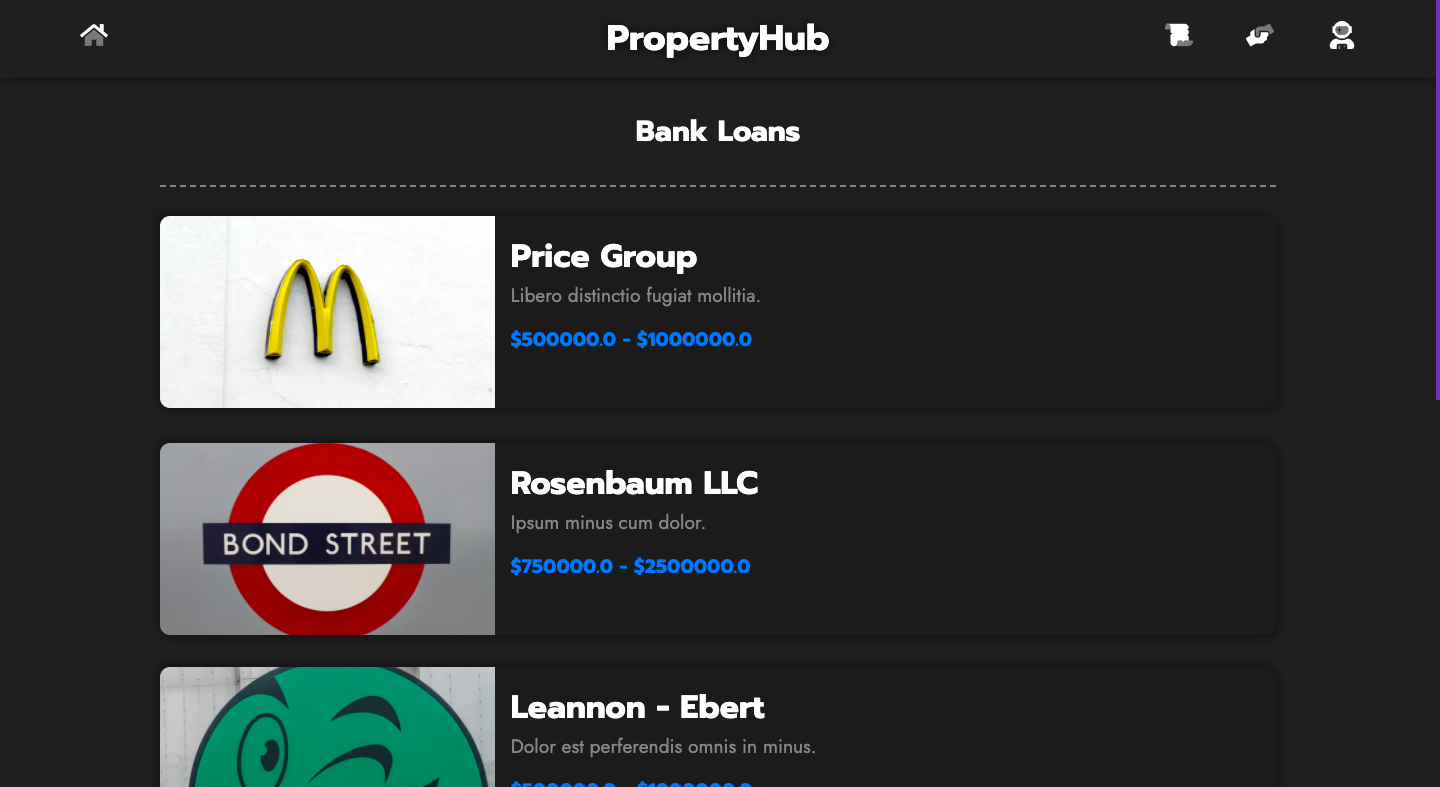 PropertyHub
Bank Loans
Price Group
Libero distinctio fugiat mollitia.
$500000.0 - $1000000.0
BOND STREET
Rosenbaum LLC
Ipsum minus cum dolor.
$750000.0 - $2500000.0
Leannon - Ebert
Dolor est perferendis omnis in minus.